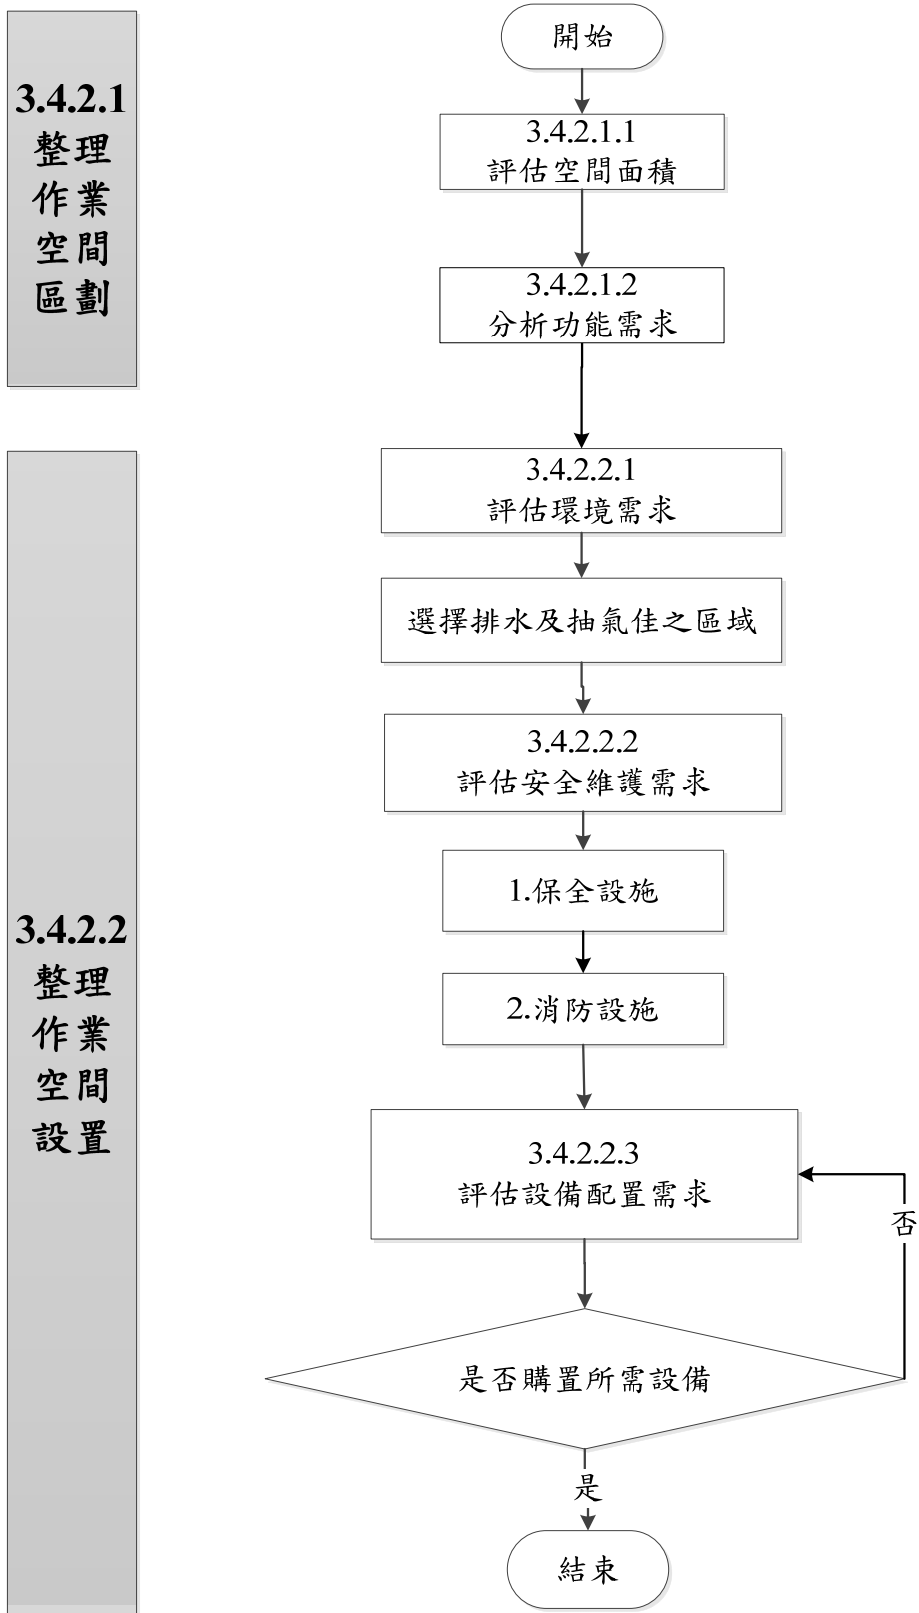 3.4.2.1
整理
作業
空間
區劃
開始
3.4.2.1.1
評估空間面積
3.4.2.1.2
分析功能需求
3.4.2.2
整理
作業
空間
設置
3.4.2.2.1
評估環境需求
選擇排水及抽氣佳之區域
3.4.2.2.2
評估安全維護需求
1.保全設施
2.消防設施
3.4.2.2.3
評估設備配置需求
否
是否購置所需設備
是
結束